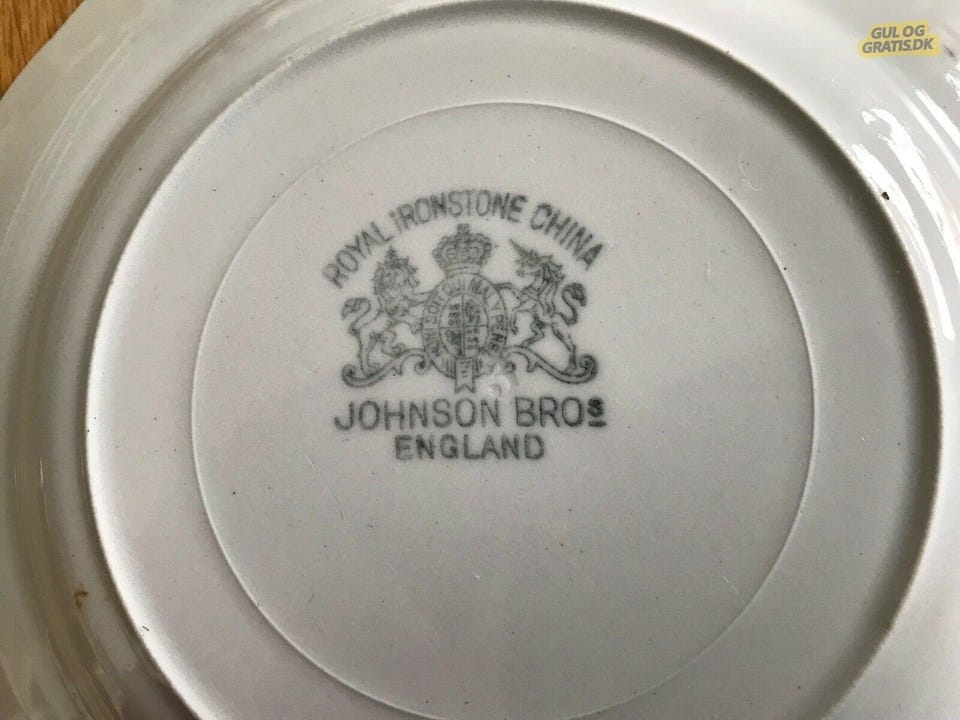 GUL OG
GRATIS.DK
ROYAL IRONSTONE CHINA
JOHNSON BROS
ENGLAND